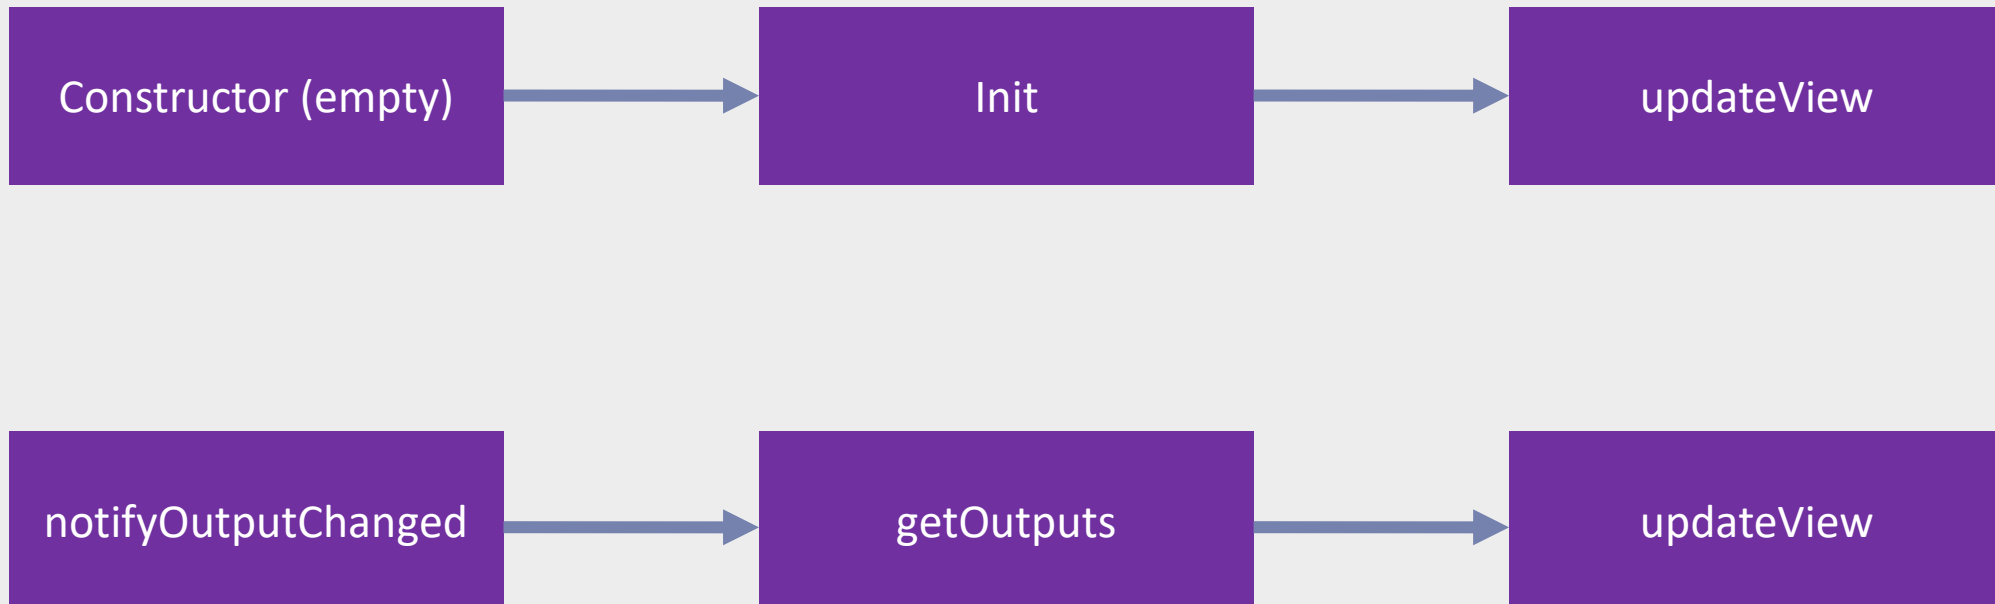 Constructor (empty)
Init
updateView
notifyOutputChanged
getOutputs
updateView